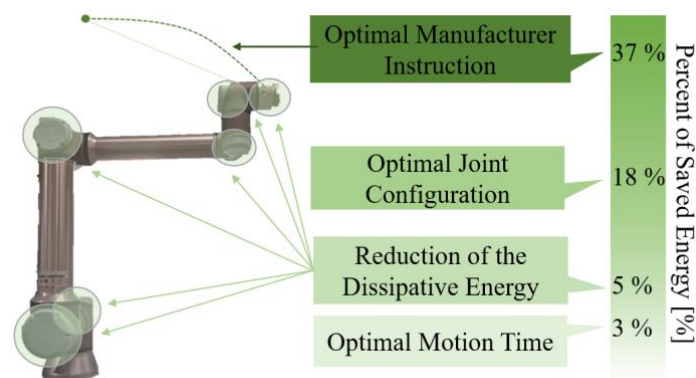 Optimal Manufacturer
Instruction
37 %
Optimal Joint
Configuration
18 %
Reduction of the
Dissipative Energy
5 %
Optimal Motion Time
3 %
Percent of Saved Energy [%]